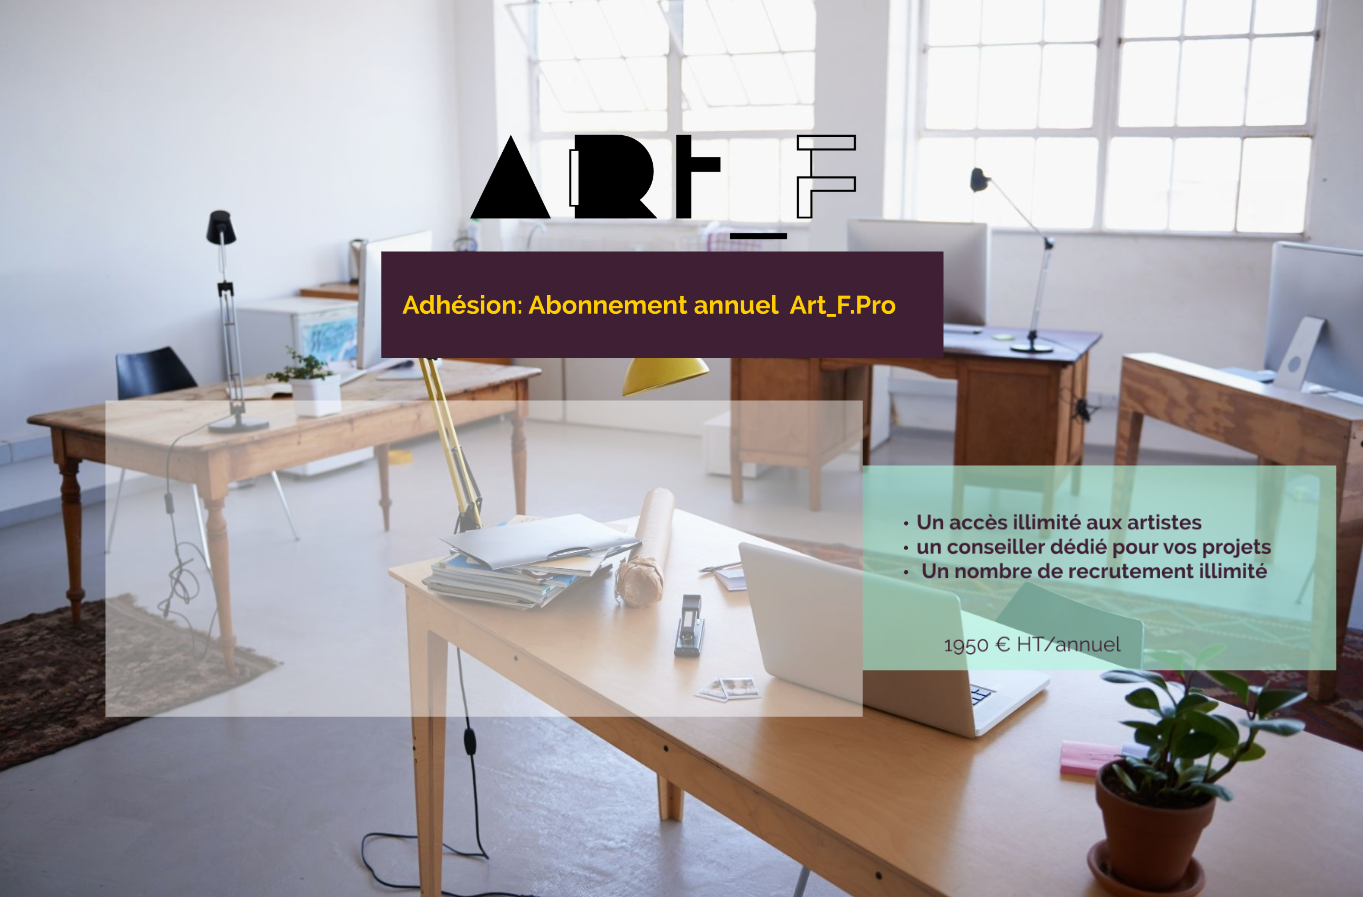 ART_F
Adhésion: Abonnement annuel Art_F.Pro
• Un accès illimité aux artistes
• un conseiller dédié pour vos projets
• Un nombre de recrutement illimité
1950 € HT/annuel